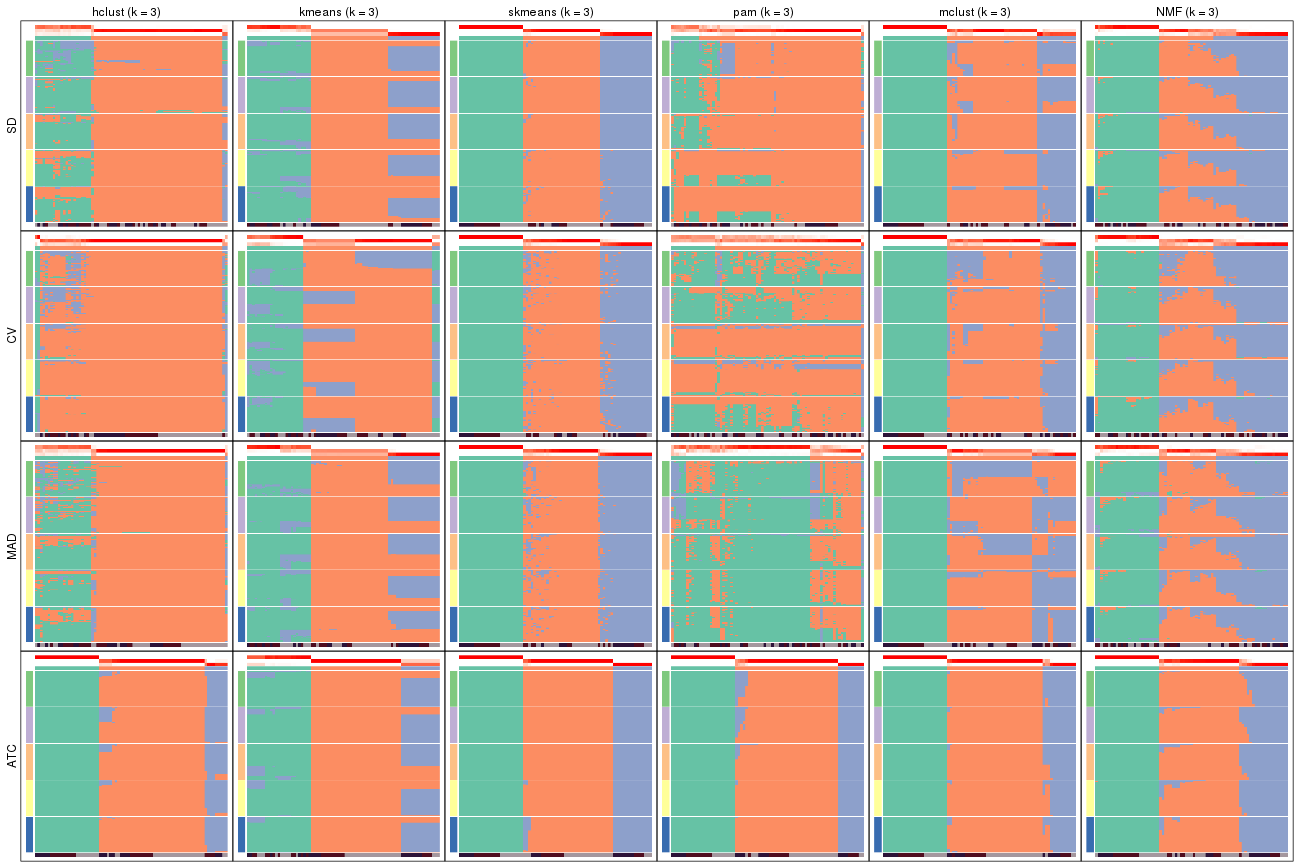 hclust (k = 3) kmeans (k = 3) skmeans (k = 3) pam (k = 3) mclust (k = 3) NMF (k = 3)
SD
CV
MAD
ATC